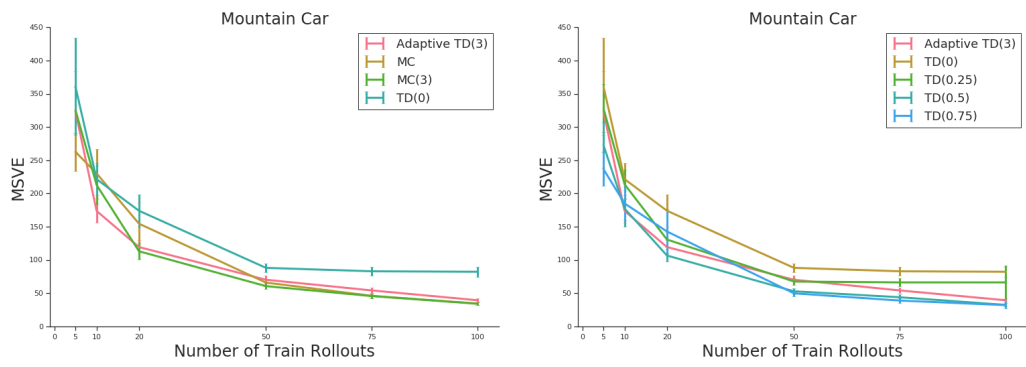 Mountain Car
450
400
350
300
250
200
150
100
50
0
MSVE
Adaptive TD(3)
MC
MC(3)
TD(0)
0 5 10 20 50 75 100
Number of Train Rollouts
Mountain Car
450
400
350
300
250
200
150
100
50
0
MSVE
Adaptive TD(3)
TD(0)
TD(0.25)
TD(0.5)
TD(0.75)
0 5 10 20 50 75 100
Number of Train Rollouts